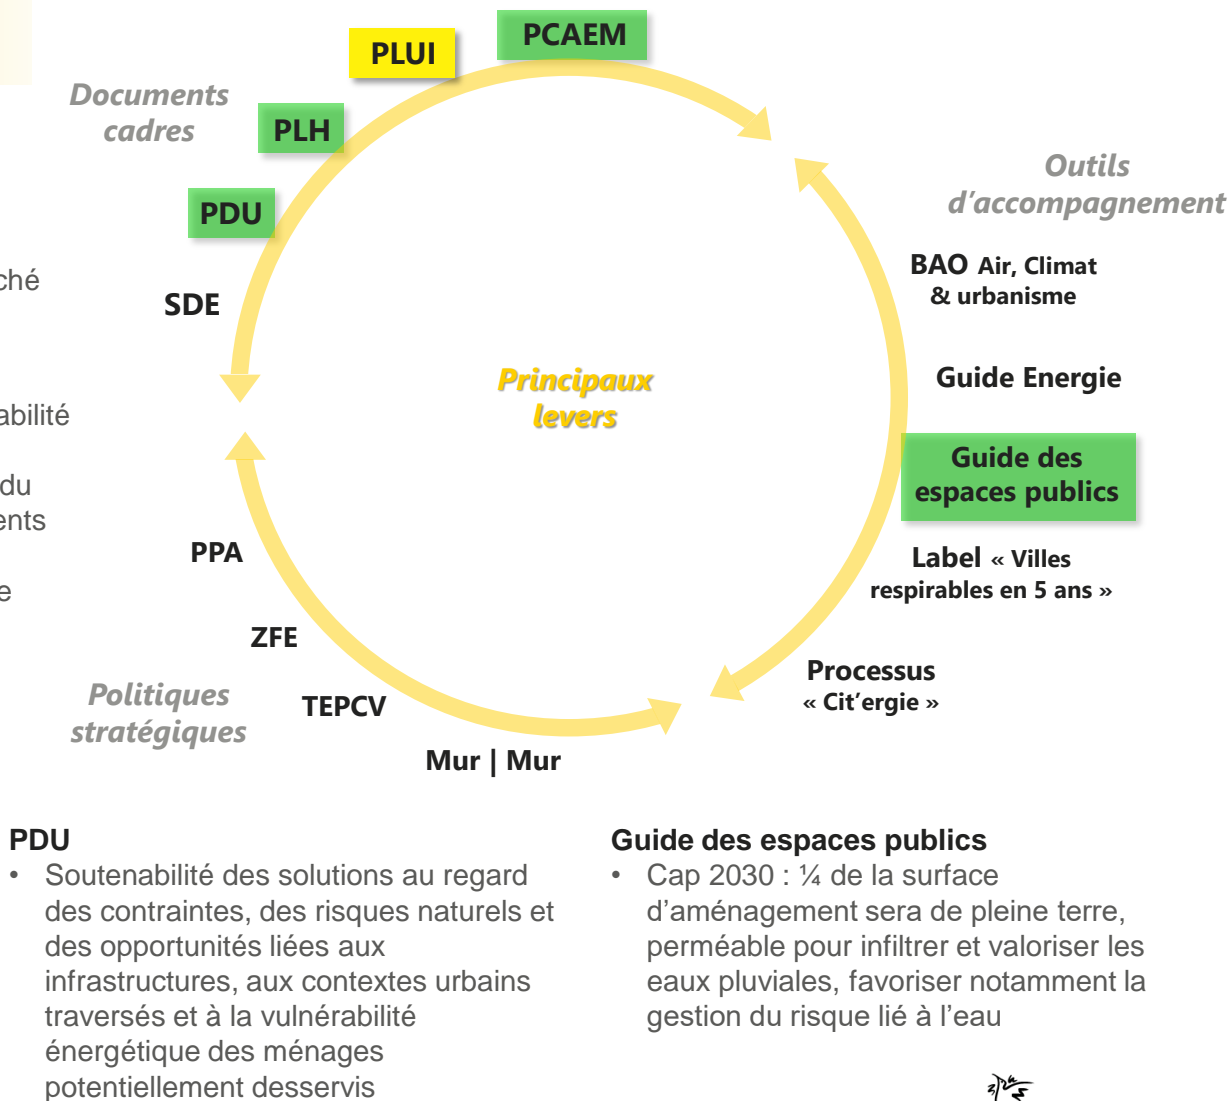 PCAEM
PLUI
Documents
cadres
PLH
PDU
SDE
Outils
d’accompagnement
BAO Air, Climat
& urbanisme
Guide Energie
Guide des
espaces publics
Label « Villes
respirables en 5 ans »
Processus
« Cit’ergie »
Principaux
levers
PPA
ZFE
TEPCV
Mur | Mur
Politiques
stratégiques
ché
abilité
du
ents
e
PDU
• Soutenabilité des solutions au regard
des contraintes, des risques naturels et
des opportunités liées aux
infrastructures, aux contextes urbains
traversés et à la vulnérabilité
énergétique des ménages
potentiellement desservis
Guide des espaces publics
• Cap 2030 : ¼ de la surface
d’aménagement sera de pleine terre,
perméable pour infiltrer et valoriser les
eaux pluviales, favoriser notamment la
gestion du risque lié à l’eau